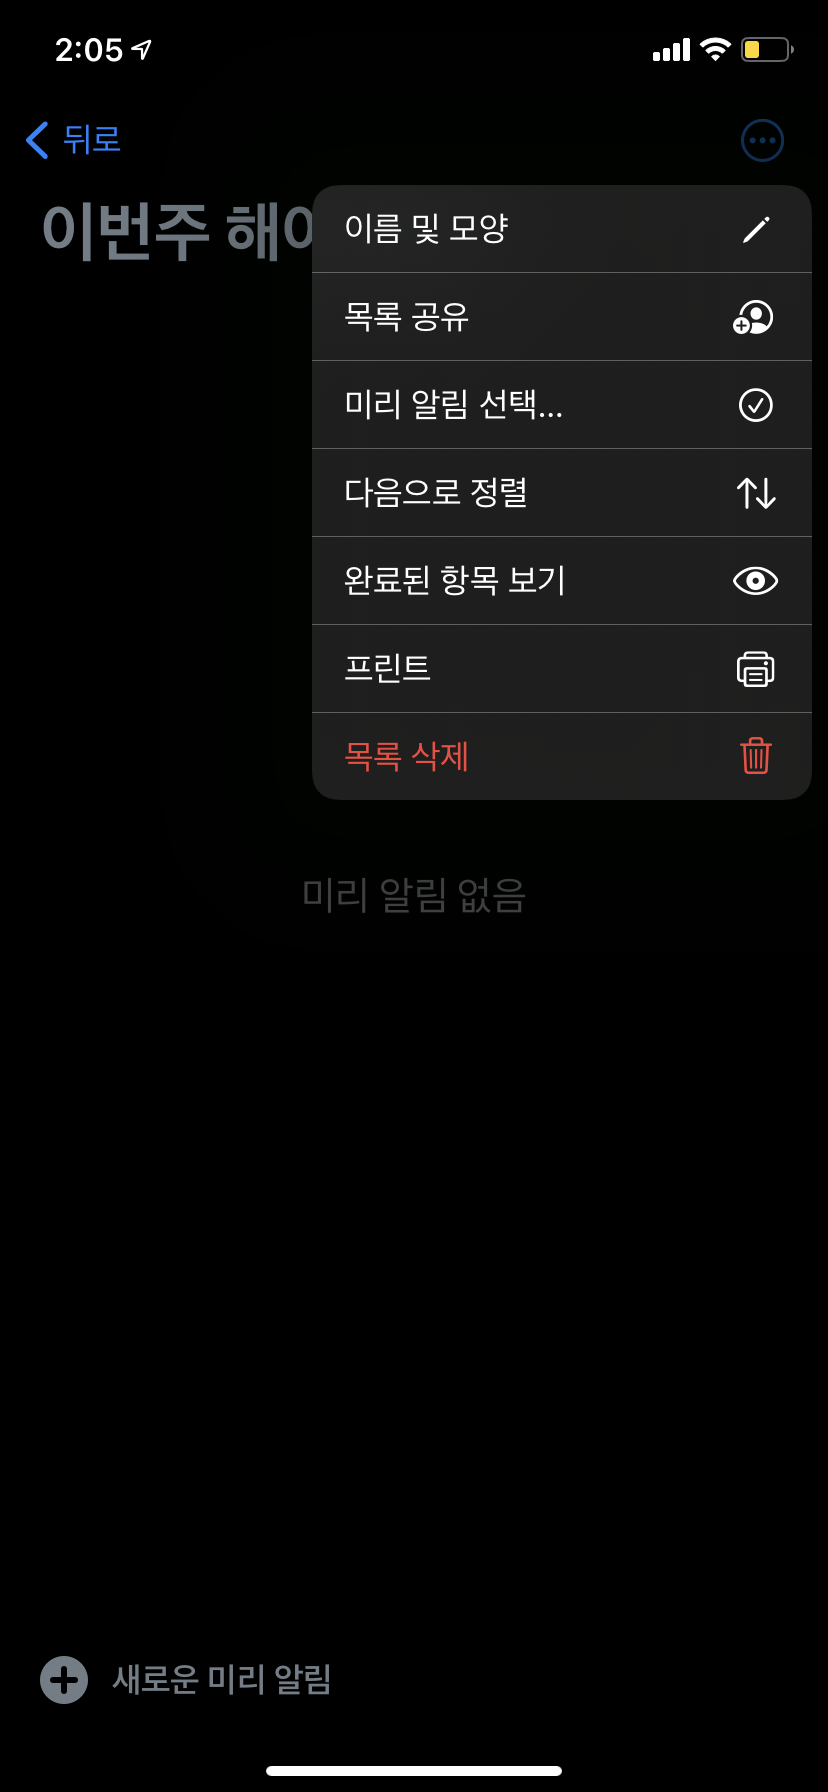 2:05
뒤로
이번주
이름 및 모양
목록 공유
미리 알림 선택...
다음으로 정렬
완료된 항목 보기
프린트
목록 삭제
미리 알림 없음
새로운 미리 알림